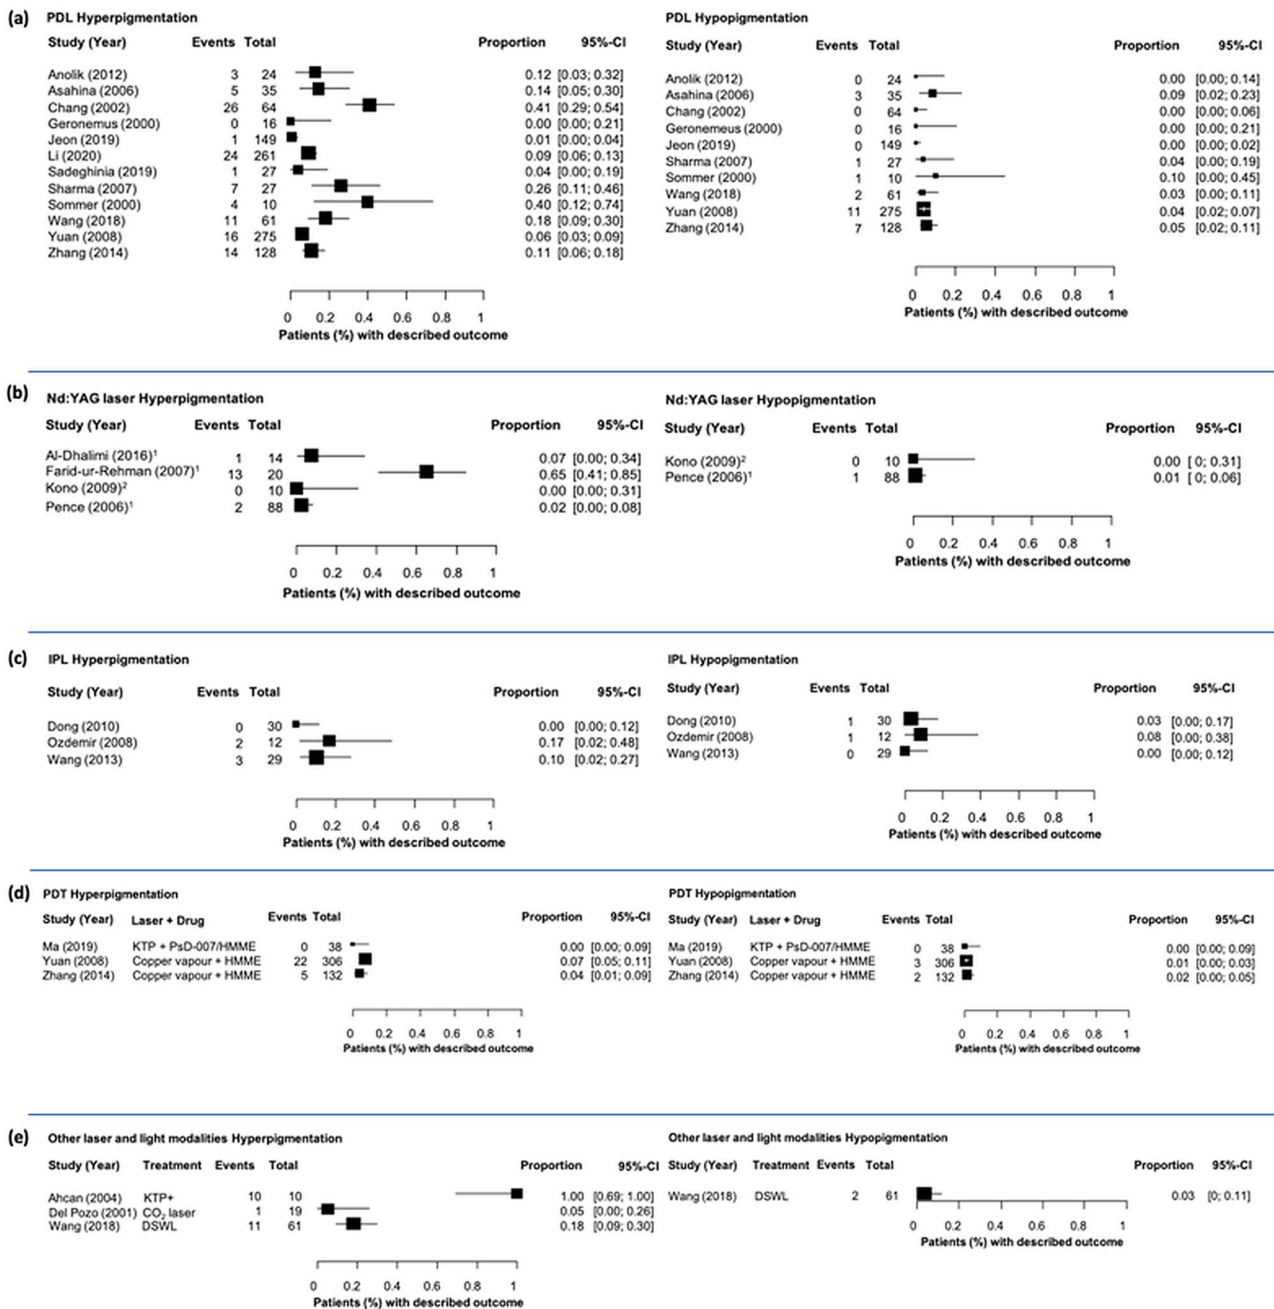 (a)
PDL Hyperpigmentation
Study (Year) Events Total Proportion 95%-CI
Anolik (2012) 3 24 0.12 [0.03; 0.32]
Asahina (2006) 5 35 0.14 [0.05; 0.30]
Chang (2002) 26 64 0.41 [0.29; 0.54]
Geronemus (2000) 0 16 0.00 [0.00; 0.21]
Jeon (2019) 1 149 0.01 [0.00; 0.04]
Li (2020) 24 261 0.09 [0.06; 0.13]
Sadeghinia (2019) 1 27 0.04 [0.00; 0.19]
Sharma (2007) 7 27 0.26 [0.11; 0.46]
Sommer (2000) 4 10 0.40 [0.12; 0.74]
Wang (2018) 11 61 0.18 [0.09; 0.30]
Yuan (2008) 16 275 0.06 [0.03; 0.09]
Zhang (2014) 14 128 0.11 [0.06; 0.18]
0 0.2 0.4 0.6 0.8 1
Patients (%) with described outcome
PDL Hypopigmentation
Study (Year) Events Total Proportion 95%-CI
Anolik (2012) 0 24 0.00 [0.00; 0.14]
Asahina (2006) 3 35 0.09 [0.02; 0.23]
Chang (2002) 0 64 0.00 [0.00; 0.06]
Geronemeus (2000) 0 16 0.00 [0.00; 0.21]
Jeon (2019) 0 149 0.00 [0.00; 0.02]
Sharma (2007) 1 27 0.04 [0.00; 0.19]
Sommer (2000) 1 10 0.10 [0.00; 0.45]
Wang (2018) 2 61 0.03 [0.00; 0.11]
Yuan (2008) 11 275 0.04 [0.02; 0.07]
Zhang (2014) 7 128 0.05 [0.02; 0.11]
0 0.2 0.4 0.6 0.8 1
Patients (%) with described outcome
(b)
Nd:YAG laser Hyperpigmentation
Study (Year) Events Total Proportion 95%-CI
Al-Dhalimi (2016)¹ 1 14 0.07 [0.00; 0.34]
Farid-ur-Rehman (2007)¹ 13 20 0.65 [0.41; 0.85]
Kono (2009)² 0 10 0.00 [0.00; 0.31]
Pence (2006)¹ 2 88 0.02 [0.00; 0.08]
0 0.2 0.4 0.6 0.8 1
Patients (%) with described outcome
Nd:YAG laser Hypopigmentation
Study (Year) Events Total Proportion 95%-CI
Kono (2009)² 0 10 0.00 [ 0; 0.31]
Pence (2006)¹ 1 88 0.01 [ 0; 0.06]
0 0.2 0.4 0.6 0.8 1
Patients (%) with described outcome
(c)
IPL Hyperpigmentation
Study (Year) Events Total Proportion 95%-CI
Dong (2010) 0 30 0.00 [0.00; 0.12]
Ozdemir (2008) 2 12 0.17 [0.02; 0.48]
Wang (2013) 3 29 0.10 [0.02; 0.27]
0 0.2 0.4 0.6 0.8 1
Patients (%) with described outcome
IPL Hypopigmentation
Study (Year) Events Total Proportion 95%-CI
Dong (2010) 1 30 0.03 [0.00; 0.17]
Ozdemir (2008) 1 12 0.08 [0.00; 0.38]
Wang (2013) 0 29 0.00 [0.00; 0.12]
0 0.2 0.4 0.6 0.8 1
Patients (%) with described outcome
(d)
PDT Hyperpigmentation
Study (Year) Laser + Drug Events Total Proportion 95%-CI
Ma (2019) KTP + PsD-007/HMME 0 38 0.00 [0.00; 0.09]
Yuan (2008) Copper vapour + HMME 22 306 0.07 [0.05; 0.11]
Zhang (2014) Copper vapour + HMME 5 132 0.04 [0.01; 0.09]
0 0.2 0.4 0.6 0.8 1
Patients (%) with described outcome
PDT Hypopigmentation
Study (Year) Laser + Drug Events Total Proportion 95%-CI
Ma (2019) KTP + PsD-007/HMME 0 38 0.00 [0.00; 0.09]
Yuan (2008) Copper vapour + HMME 3 306 0.01 [0.00; 0.03]
Zhang (2014) Copper vapour + HMME 2 132 0.02 [0.00; 0.05]
0 0.2 0.4 0.6 0.8 1
Patients (%) with described outcome
(e)
Other laser and light modalities Hyperpigmentation
Study (Year) Treatment Events Total Proportion 95%-CI
Ahcan (2004) KTP+ 10 10 1.00 [0.69; 1.00]
Del Pozo (2001) CO₂ laser 1 19 0.05 [0.00; 0.26]
Wang (2018) DSWL 11 61 0.18 [0.09; 0.30]
0 0.2 0.4 0.6 0.8 1
Patients (%) with described outcome
Other laser and light modalities Hypopigmentation
Study (Year) Treatment Events Total Proportion 95%-CI
Wang (2018) DSWL 2 61 0.03 [0; 0.11]
0 0.2 0.4 0.6 0.8 1
Patients (%) with described outcome